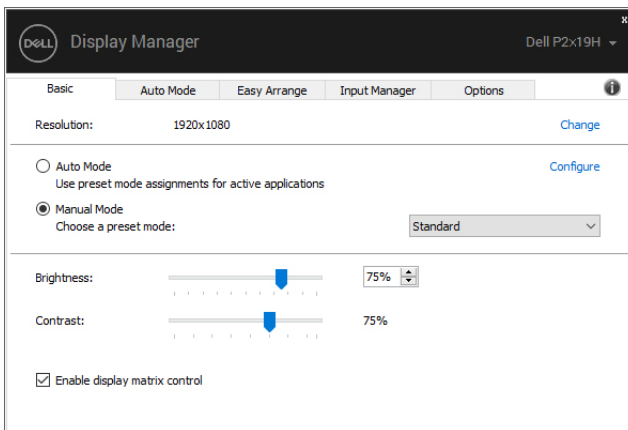 x
DELL Display Manager Dell P2x19H
Basic Auto Mode Easy Arrange Input Manager Options i
Resolution: 1920x1080 Change
Auto Mode Configure
Use preset mode assignments for active applications
Manual Mode
Choose a preset mode: Standard
Brightness: 75%
Contrast: 75%
Enable display matrix control